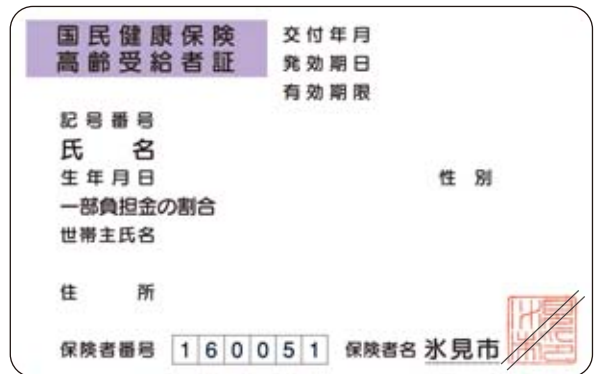 国民健康保険
高齢受給者証
交付年月
発効期日
有効期限
記号番号
氏 名
生年月日 性別
一部負担金の割合
世帯主氏名
住 所
保険者番号 160051 保険者名 氷見市